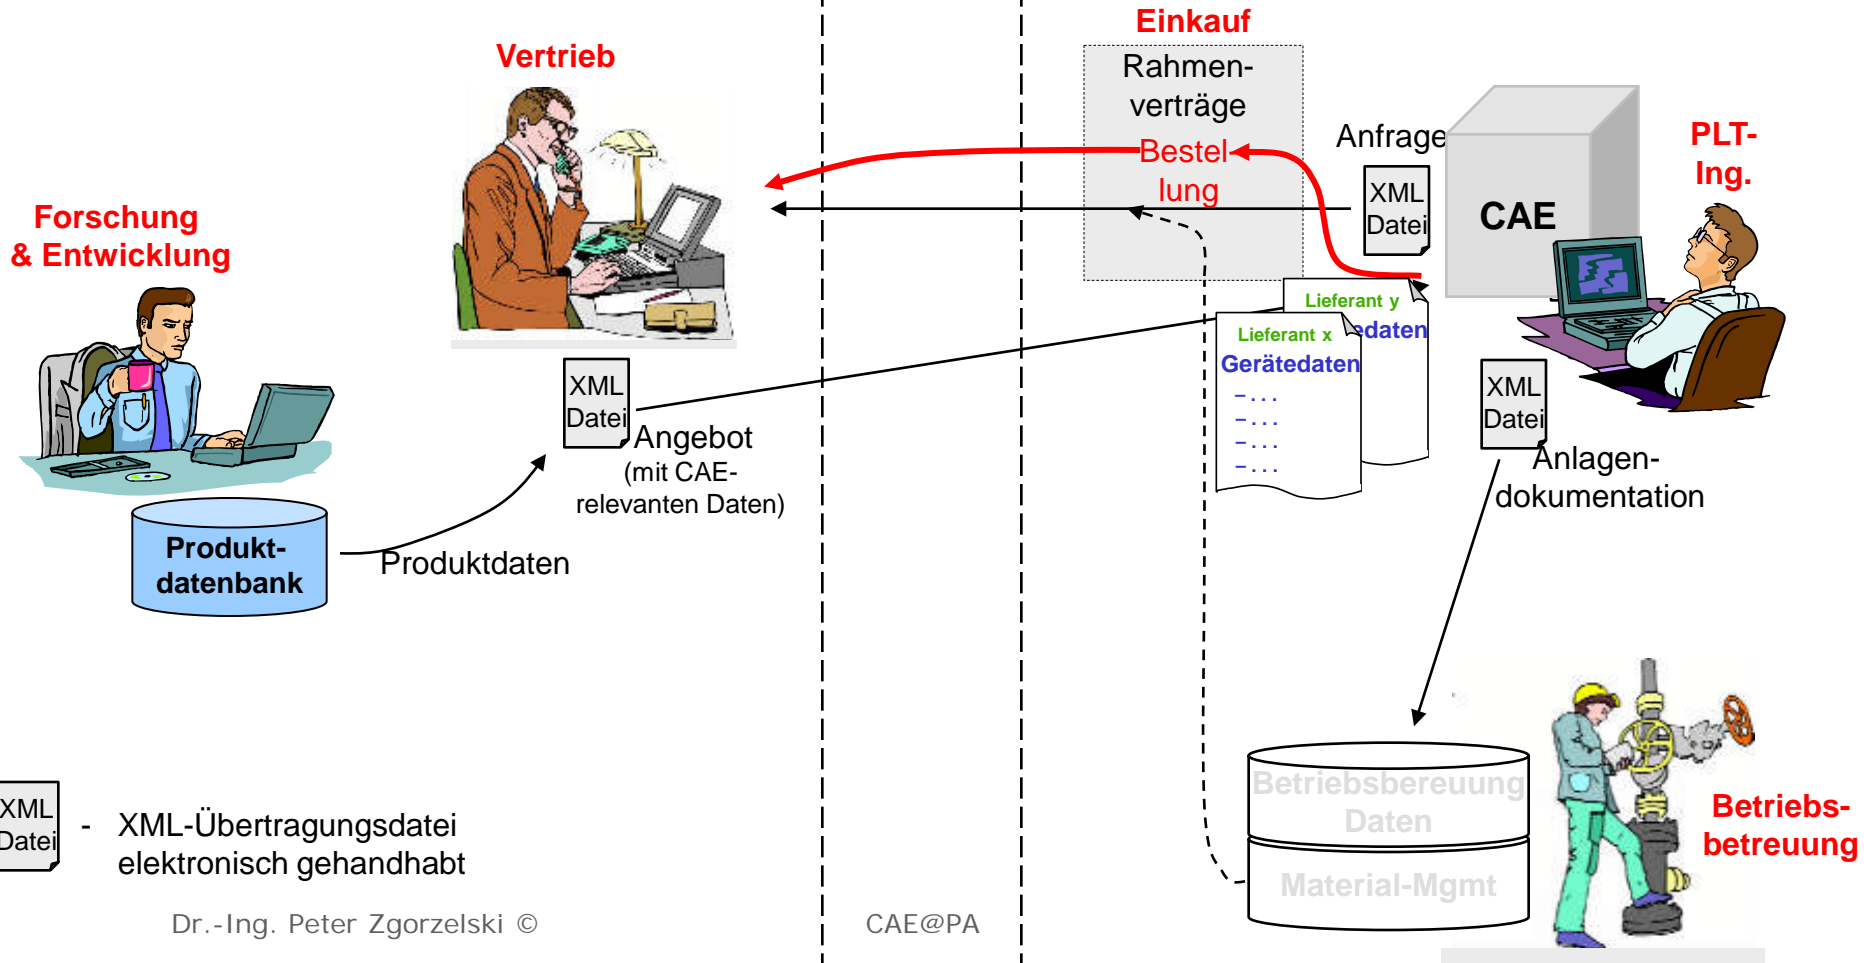 Einkauf
Vertrieb
Rahmen-
verträge
Bestel
lung
Anfrage
XML
Datei
CAE
PLT-
Ing.
Forschung
& Entwicklung
Lieferant y
edaten
Lieferant x
Gerätedaten
- . . .
- . . .
- . . .
- . . .
XML
Datei
Angebot
(mit CAE-
relevanten Daten)
XML
Datei
Anlagen-
dokumentation
Produkt-
datenbank
Produktdaten
Betriebsbereuung
Daten
Material-Mgmt
Betriebs-
betreuung
XML
Datei
- XML-Übertragungsdatei
elektronisch gehandhabt
Dr.-Ing. Peter Zgorzelski ©
CAE@PA